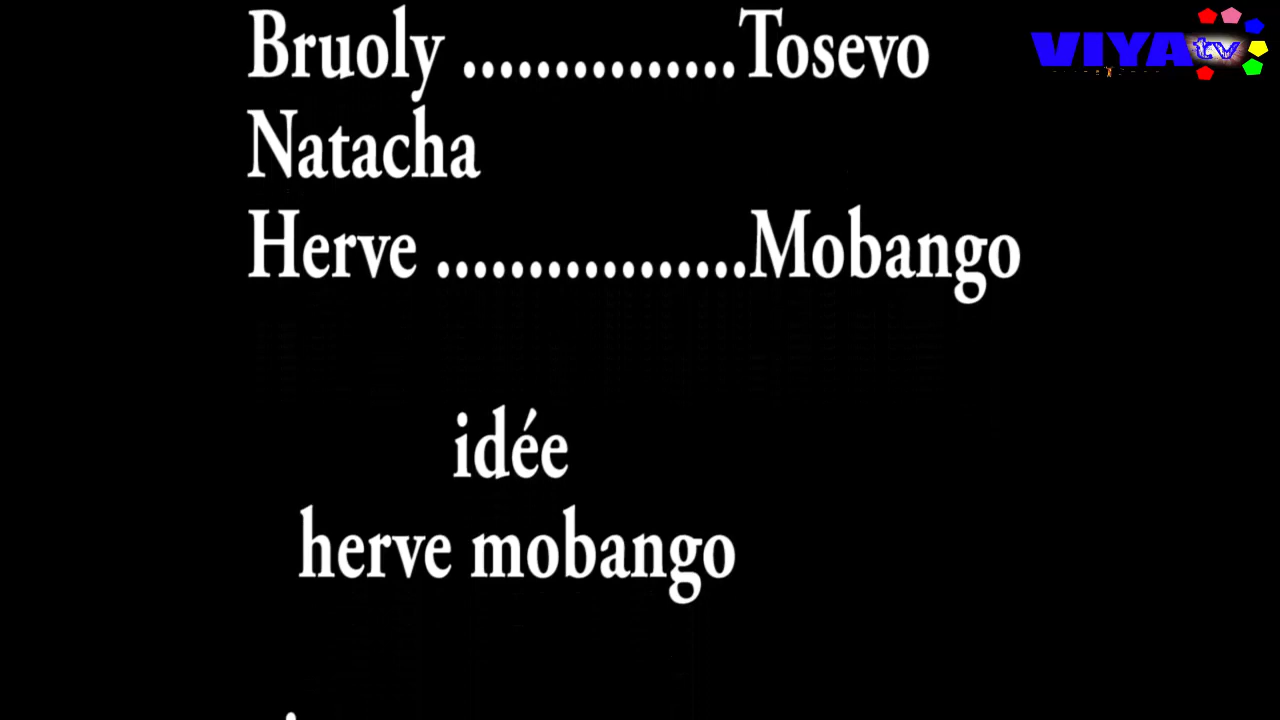 Bruoly ...............Tosevo
VIYA tv
Natacha
Herve .................Mobango
idée
herve mobango